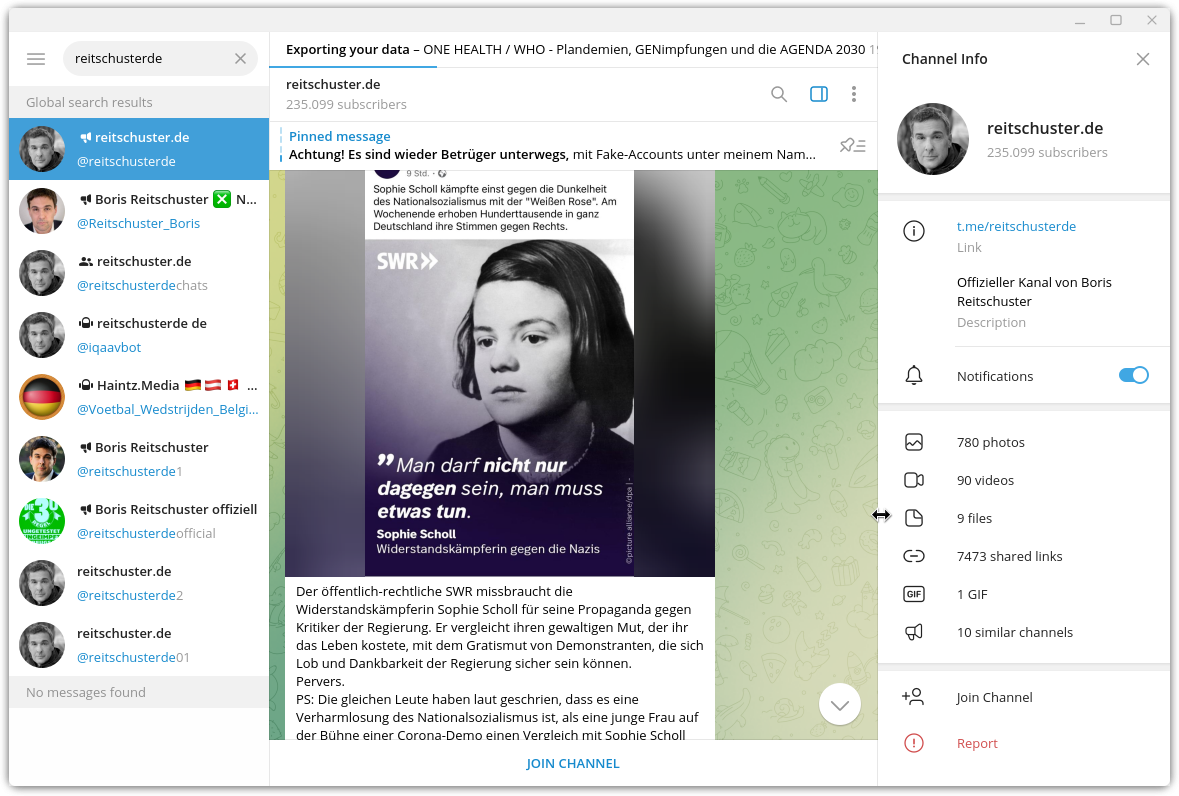 reitschusterde
Global search results
reitschuster.de
@reitschusterde
Boris Reitschuster ❎ N...
@Reitschuster_Boris
reitschuster.de
@reitschusterdechats
reitschusterde de
@iqaavbot
Haintz.Media 🇩🇪 🇦🇹 🇨🇭 ...
@Voetbal_Wedstrijden_Belgi...
Boris Reitschuster
@reitschusterde1
Boris Reitschuster offiziell
@reitschusterdeofficial
reitschuster.de
@reitschusterde2
reitschuster.de
@reitschusterde01
No messages found
Exporting your data – ONE HEALTH / WHO - Plandemien, GENimpfungen und die AGENDA 2030
reitschuster.de
235.099 subscribers
Pinned message
Achtung! Es sind wieder Betrüger unterwegs, mit Fake-Accounts unter meinem Nam...
9 Std. ·
Sophie Scholl kämpfte einst gegen die Dunkelheit
des Nationalsozialismus mit der "Weißen Rose". Am
Wochenende erhoben Hunderttausende in ganz
Deutschland ihre Stimmen gegen Rechts.
SWR»
”Man darf nicht nur
dagegen sein, man muss
etwas tun.
Sophie Scholl
Widerstandskämpferin gegen die Nazis
©picture alliance/dpa | -
Der öffentlich-rechtliche SWR missbraucht die
Widerstandskämpferin Sophie Scholl für seine Propaganda gegen
Kritiker der Regierung. Er vergleicht ihren gewaltigen Mut, der ihr
das Leben kostete, mit dem Gratismut von Demonstranten, die sich
Lob und Dankbarkeit der Regierung sicher sein können.
Pervers.
PS: Die gleichen Leute haben laut geschrien, dass es eine
Verharmlosung des Nationalsozialismus ist, als eine junge Frau auf
der Bühne einer Corona-Demo einen Vergleich mit Sophie Scholl
JOIN CHANNEL
Channel Info
reitschuster.de
235.099 subscribers
t.me/reitschusterde
Link
Offizieller Kanal von Boris
Reitschuster
Description
Notifications
780 photos
90 videos
9 files
7473 shared links
GIF
1 GIF
10 similar channels
Join Channel
Report